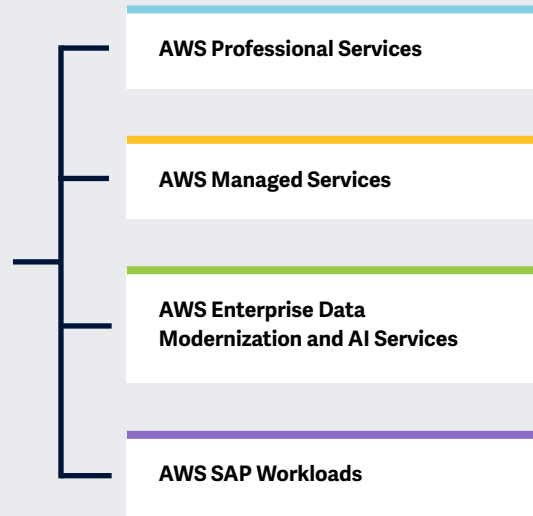 AWS Professional Services
AWS Managed Services
AWS Enterprise Data
Modernization and AI Services
AWS SAP Workloads